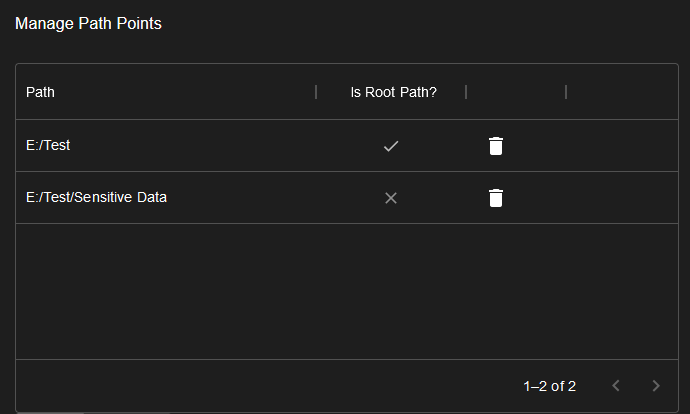 Manage Path Points
Path Is Root Path?
E:/Test
E:/Test/Sensitive Data
1–2 of 2